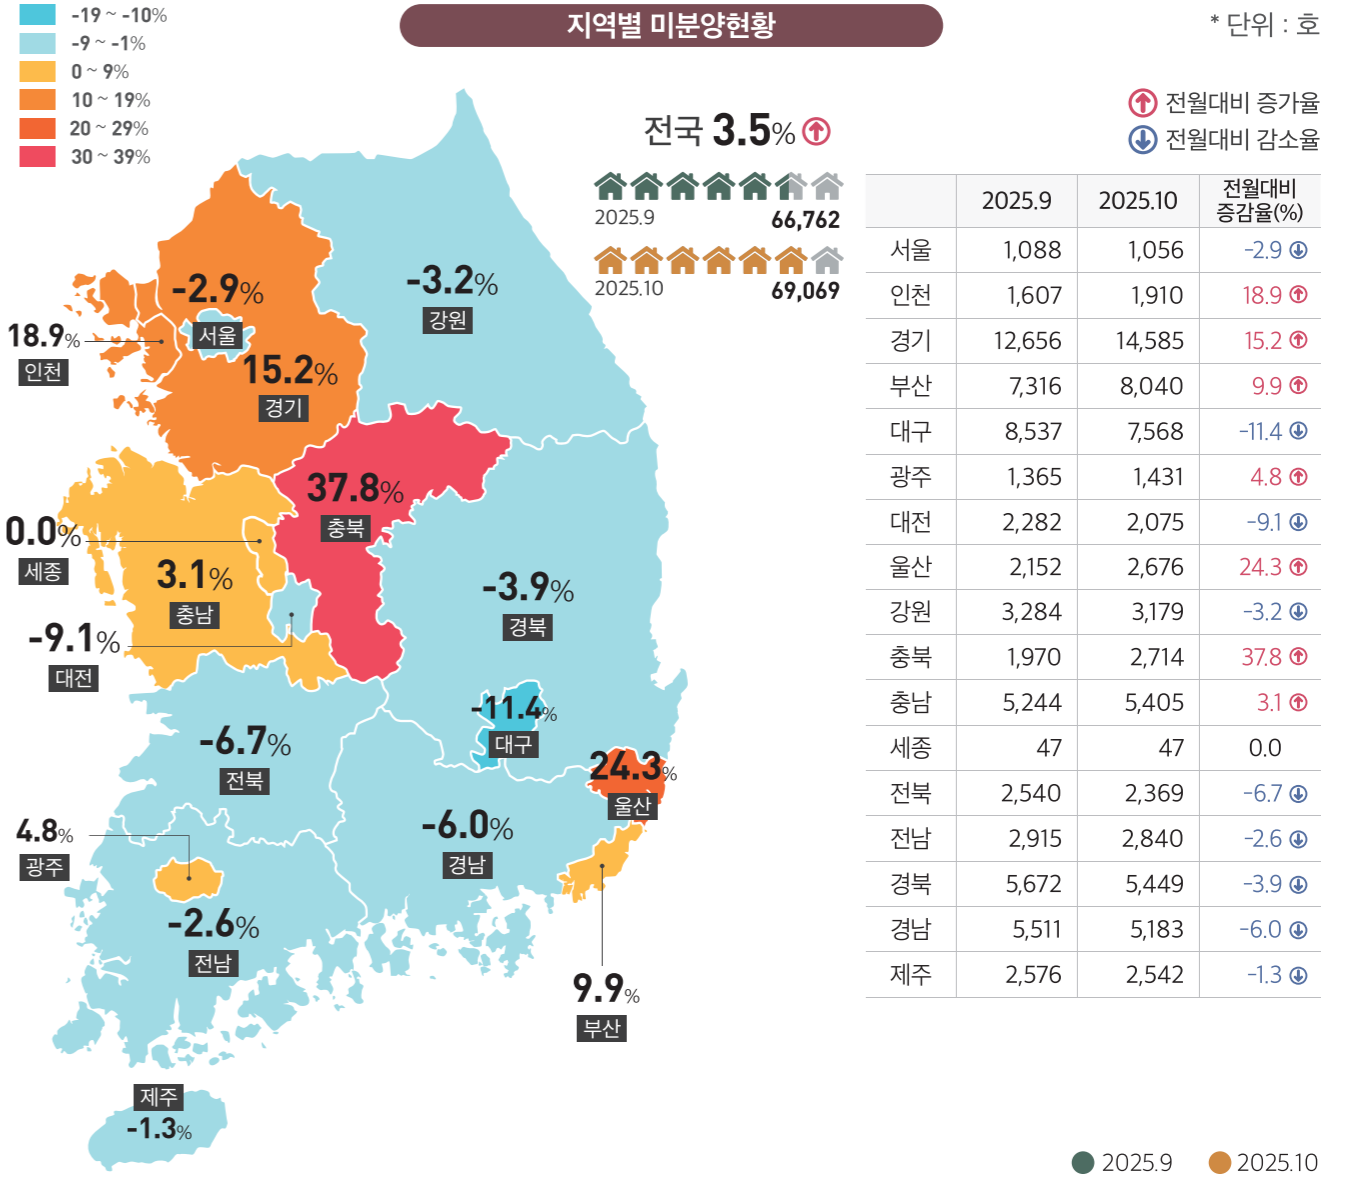 지역별 미분양현황
* 단위 : 호
-19 ~ -10%
-9 ~ -1%
0 ~ 9%
10 ~ 19%
20 ~ 29%
30 ~ 39%
전국 3.5%
2025.9 66,762
2025.10 69,069
전월대비 증가율
전월대비 감소율
-2.9%
서울
18.9%
인천
15.2%
경기
-3.2%
강원
37.8%
충북
0.0%
세종
3.1%
충남
-9.1%
대전
-3.9%
경북
-11.4%
대구
-6.7%
전북
24.3%
울산
-6.0%
경남
4.8%
광주
-2.6%
전남
9.9%
부산
제주
-1.3%
2025.9 2025.10 전월대비
증감율(%)
서울 1,088 1,056 -2.9
인천 1,607 1,910 18.9
경기 12,656 14,585 15.2
부산 7,316 8,040 9.9
대구 8,537 7,568 -11.4
광주 1,365 1,431 4.8
대전 2,282 2,075 -9.1
울산 2,152 2,676 24.3
강원 3,284 3,179 -3.2
충북 1,970 2,714 37.8
충남 5,244 5,405 3.1
세종 47 47 0.0
전북 2,540 2,369 -6.7
전남 2,915 2,840 -2.6
경북 5,672 5,449 -3.9
경남 5,511 5,183 -6.0
제주 2,576 2,542 -1.3
2025.9 2025.10